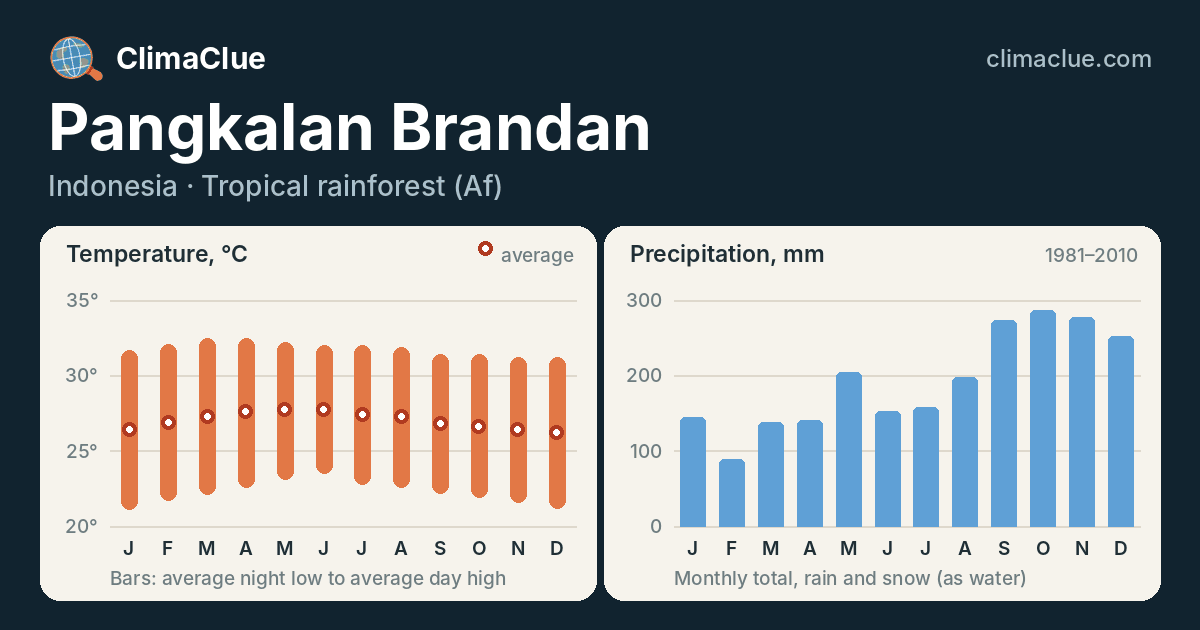 ClimaClue
climaclue.com
Pangkalan Brandan
Indonesia · Tropical rainforest (Af)
Temperature, °C
average
35°
30°
25°
20°
J F M A M J J A S O N D
Bars: average night low to average day high
Precipitation, mm
1981–2010
300
200
100
0
J F M A M J J A S O N D
Monthly total, rain and snow (as water)